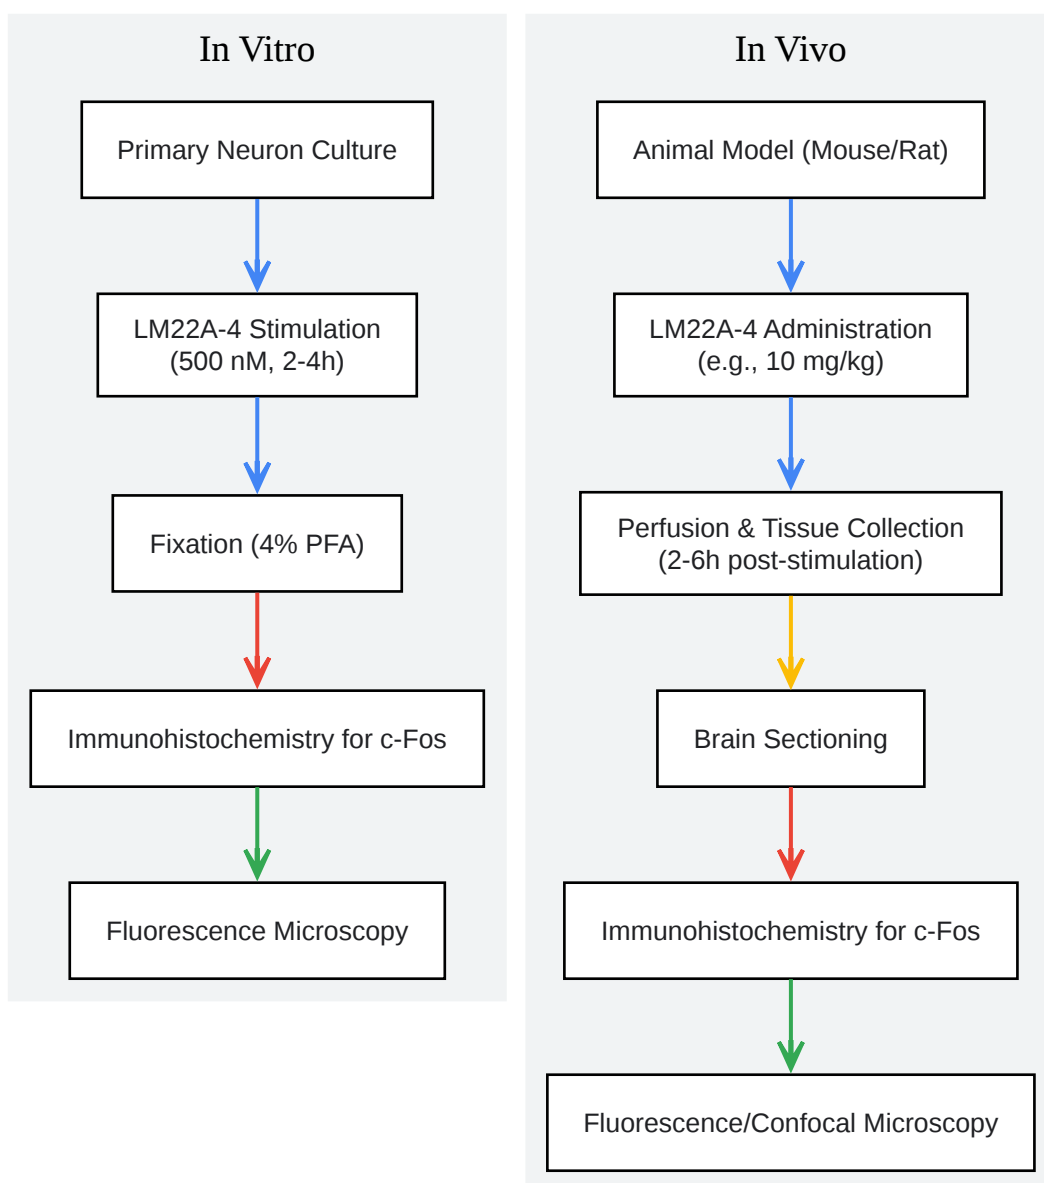 In Vitro
Primary Neuron Culture
LM22A-4 Stimulation
(500 nM, 2-4h)
Fixation (4% PFA)
Immunohistochemistry for c-Fos
Fluorescence Microscopy
In Vivo
Animal Model (Mouse/Rat)
LM22A-4 Administration
(e.g., 10 mg/kg)
Perfusion & Tissue Collection
(2-6h post-stimulation)
Brain Sectioning
Immunohistochemistry for c-Fos
Fluorescence/Confocal Microscopy